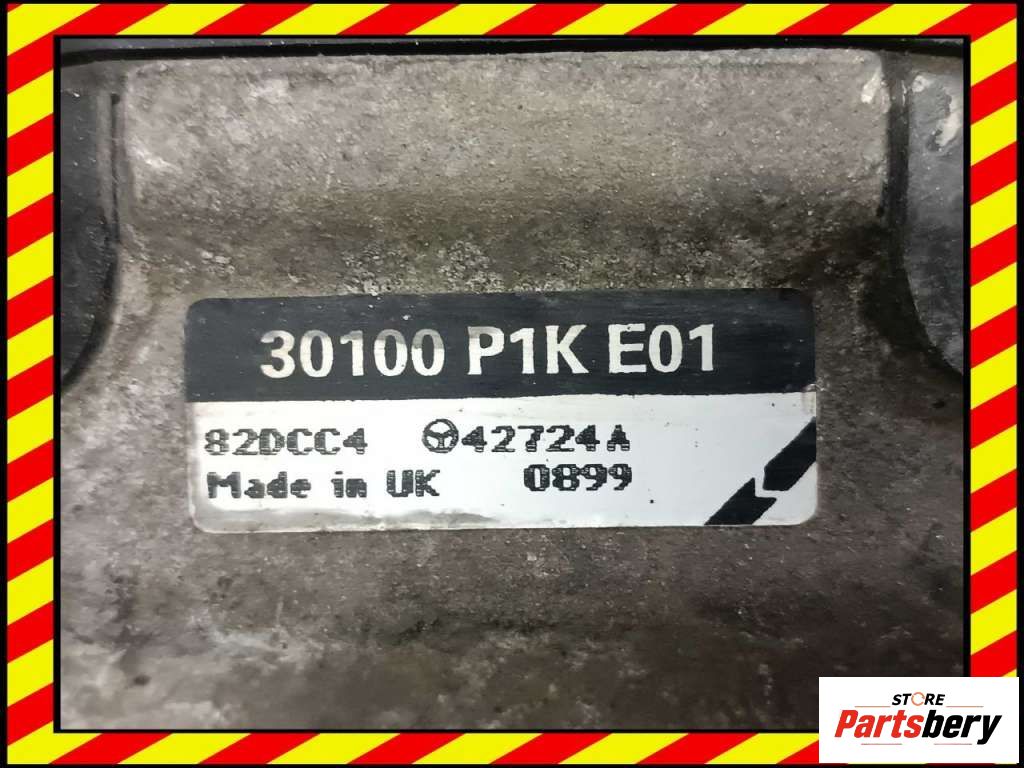 30100 P1K E01
82DCC4 42724A
Made in UK 0899
STORE
Partsbery